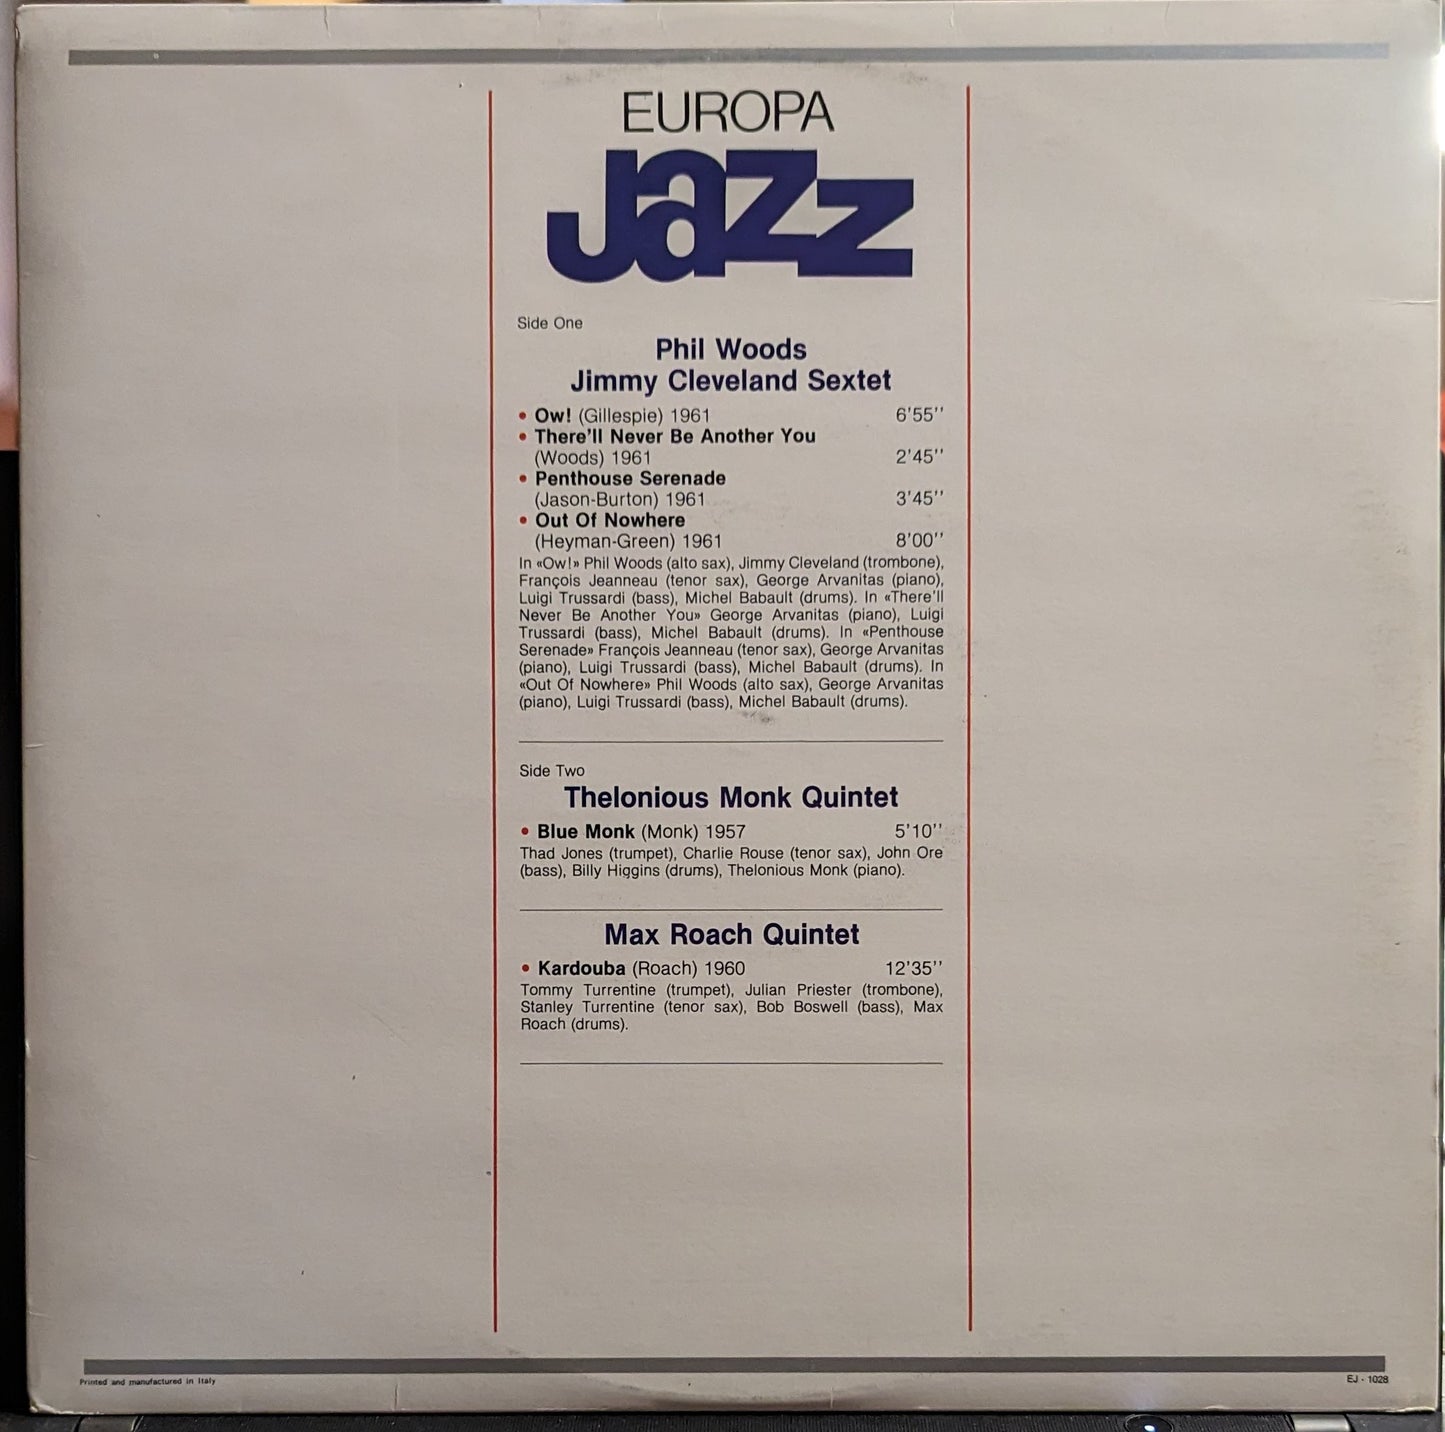 EUROPA
Jazz
Side One
Phil Woods
Jimmy Cleveland Sextet
• Ow! (Gillespie) 1961 6'55''
• There'll Never Be Another You
(Woods) 1961 2'45''
• Penthouse Serenade
(Jason-Burton) 1961 3'45''
• Out Of Nowhere
(Heyman-Green) 1961 8'00''
In «Ow!» Phil Woods (alto sax), Jimmy Cleveland (trombone),
François Jeanneau (tenor sax), George Arvanitas (piano),
Luigi Trussardi (bass), Michel Babault (drums). In «There'll
Never Be Another You» George Arvanitas (piano), Luigi
Trussardi (bass), Michel Babault (drums). In «Penthouse
Serenade» François Jeanneau (tenor sax), George Arvanitas
(piano), Luigi Trussardi (bass), Michel Babault (drums). In
«Out Of Nowhere» Phil Woods (alto sax), George Arvanitas
(piano), Luigi Trussardi (bass), Michel Babault (drums).
Side Two
Thelonious Monk Quintet
• Blue Monk (Monk) 1957 5'10''
Thad Jones (trumpet), Charlie Rouse (tenor sax), John Ore
(bass), Billy Higgins (drums), Thelonious Monk (piano).
Max Roach Quintet
• Kardouba (Roach) 1960 12'35''
Tommy Turrentine (trumpet), Julian Priester (trombone),
Stanley Turrentine (tenor sax), Bob Boswell (bass), Max
Roach (drums).
Printed and manufactured in Italy
EJ - 1028